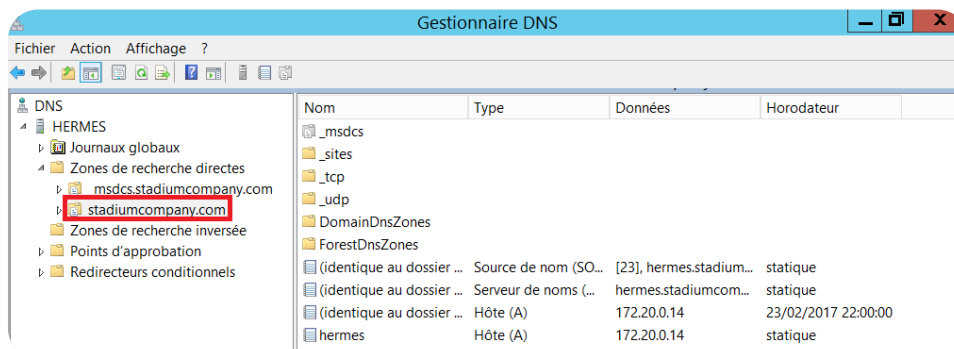 Gestionnaire DNS
Fichier Action Affichage ?
DNS
HERMES
Journaux globaux
Zones de recherche directes
_msdcs.stadiumcompany.com
stadiumcompany.com
Zones de recherche inversée
Points d'approbation
Redirecteurs conditionnels
Nom Type Données Horodateur
_msdcs
_sites
_tcp
_udp
DomainDnsZones
ForestDnsZones
(identique au dossier ... Source de nom (SO... [23], hermes.stadium... statique
(identique au dossier ... Serveur de noms (... hermes.stadiumcom... statique
(identique au dossier ... Hôte (A) 172.20.0.14 23/02/2017 22:00:00
hermes Hôte (A) 172.20.0.14 statique